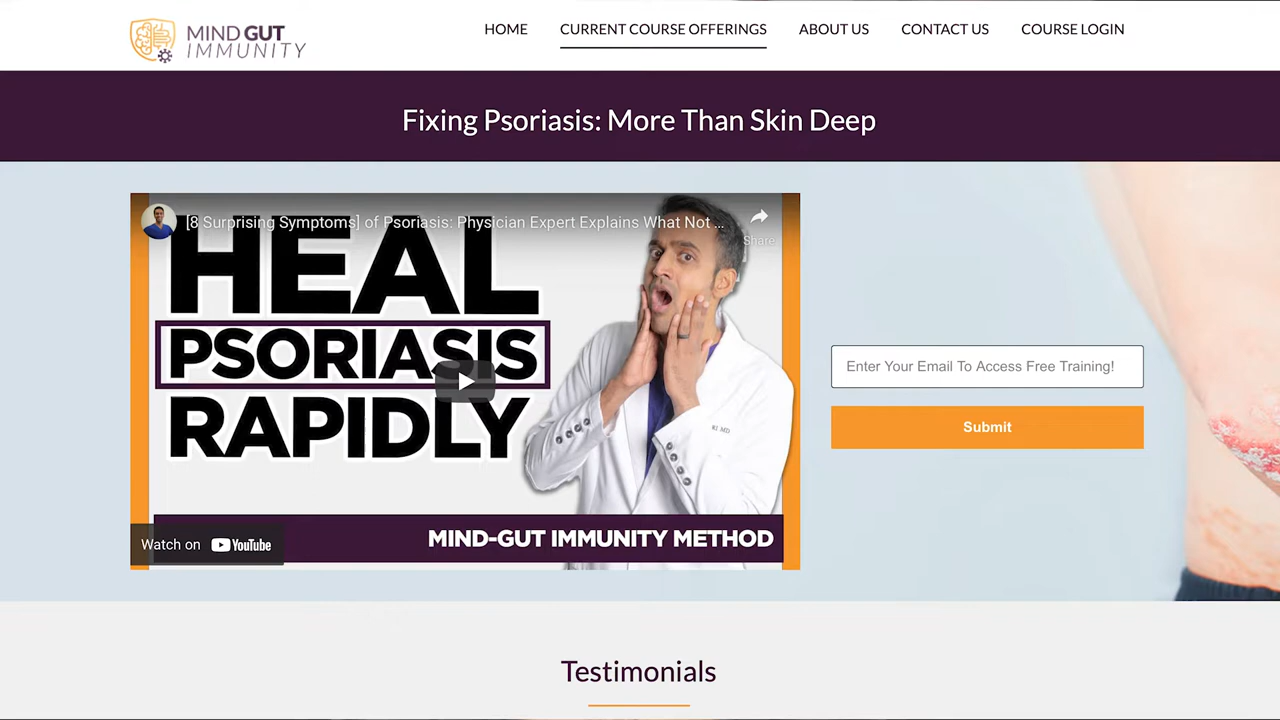 MIND GUT
IMMUNITY
HOME
CURRENT COURSE OFFERINGS
ABOUT US
CONTACT US
COURSE LOGIN
Fixing Psoriasis: More Than Skin Deep
[8 Surprising Symptoms] of Psoriasis: Physician Expert Explains What Not ...
Share
HEAL
PSORIASIS
RAPIDLY
MIND-GUT IMMUNITY METHOD
Watch on YouTube
Enter Your Email To Access Free Training!
Submit
Testimonials